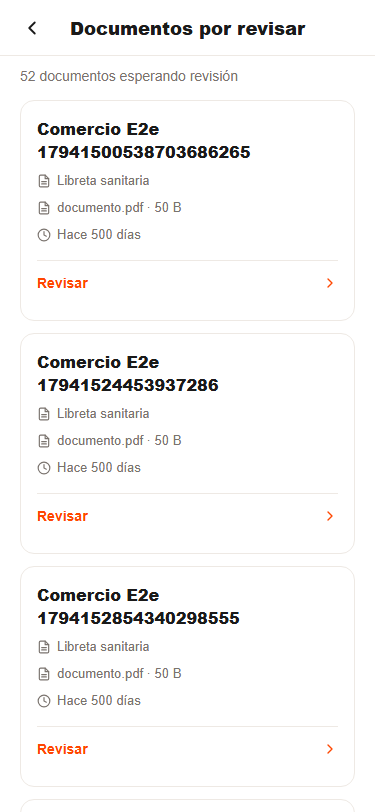 Documentos por revisar
52 documentos esperando revisión
Comercio E2e
17941500538703686265
Libreta sanitaria
documento.pdf · 50 B
Hace 500 días
Revisar
Comercio E2e
17941524453937286
Libreta sanitaria
documento.pdf · 50 B
Hace 500 días
Revisar
Comercio E2e
1794152854340298555
Libreta sanitaria
documento.pdf · 50 B
Hace 500 días
Revisar